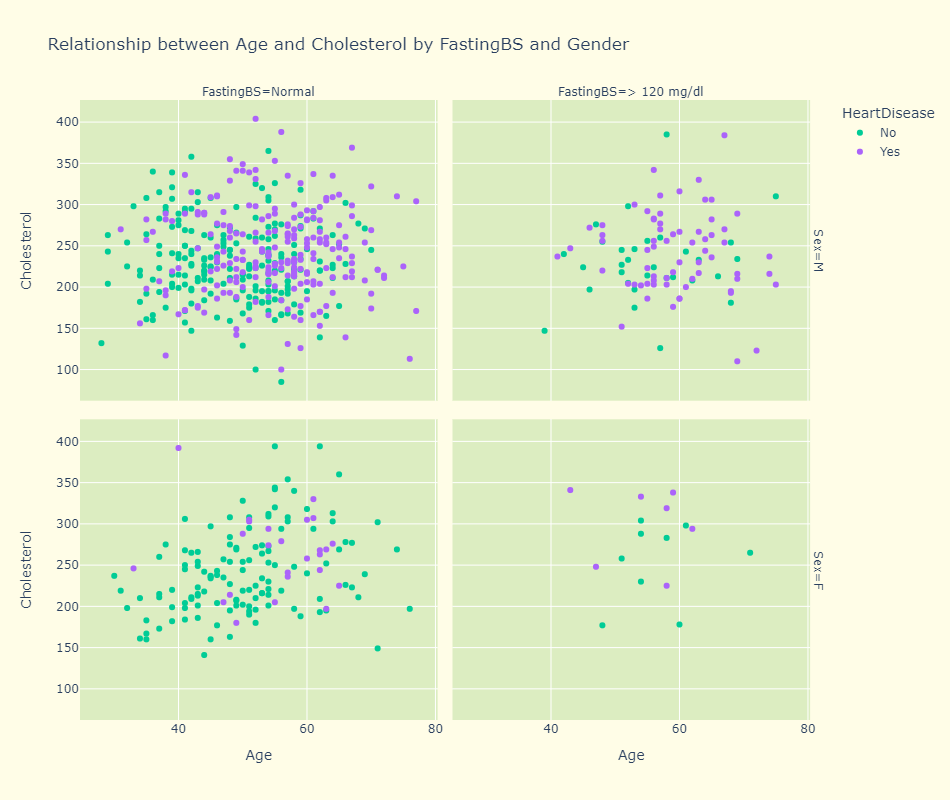 Relationship between Age and Cholesterol by FastingBS and Gender
FastingBS=Normal
FastingBS=> 120 mg/dl
HeartDisease
No
Yes
400
350
300
250
200
150
100
Cholesterol
Sex=M
400
350
300
250
200
150
100
Cholesterol
Sex=F
40
60
80
40
60
80
Age
Age